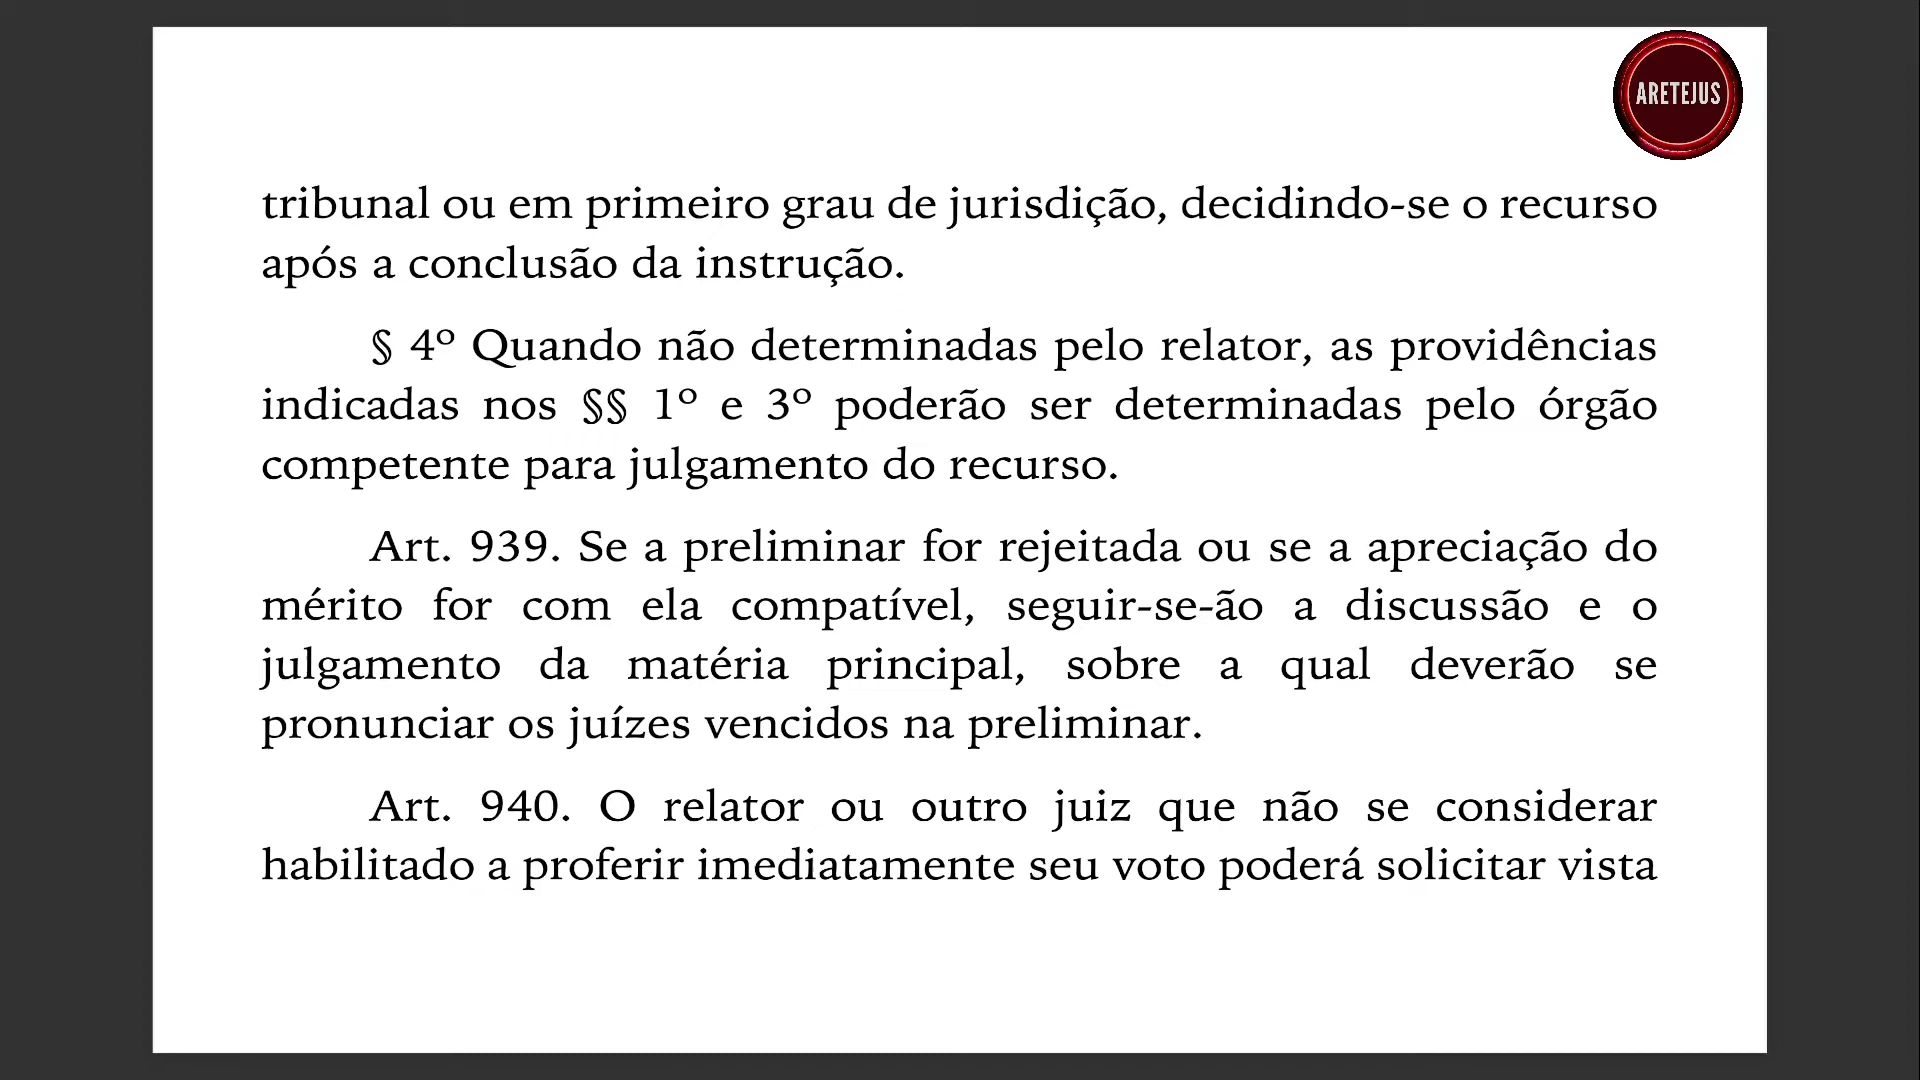 ARETEJUS
tribunal ou em primeiro grau de jurisdição, decidindo-se o recurso
após a conclusão da instrução.
§ 4º Quando não determinadas pelo relator, as providências
indicadas nos §§ 1º e 3º poderão ser determinadas pelo órgão
competente para julgamento do recurso.
Art. 939. Se a preliminar for rejeitada ou se a apreciação do
mérito for com ela compatível, seguir-se-ão a discussão e o
julgamento da matéria principal, sobre a qual deverão se
pronunciar os juízes vencidos na preliminar.
Art. 940. O relator ou outro juiz que não se considerar
habilitado a proferir imediatamente seu voto poderá solicitar vista